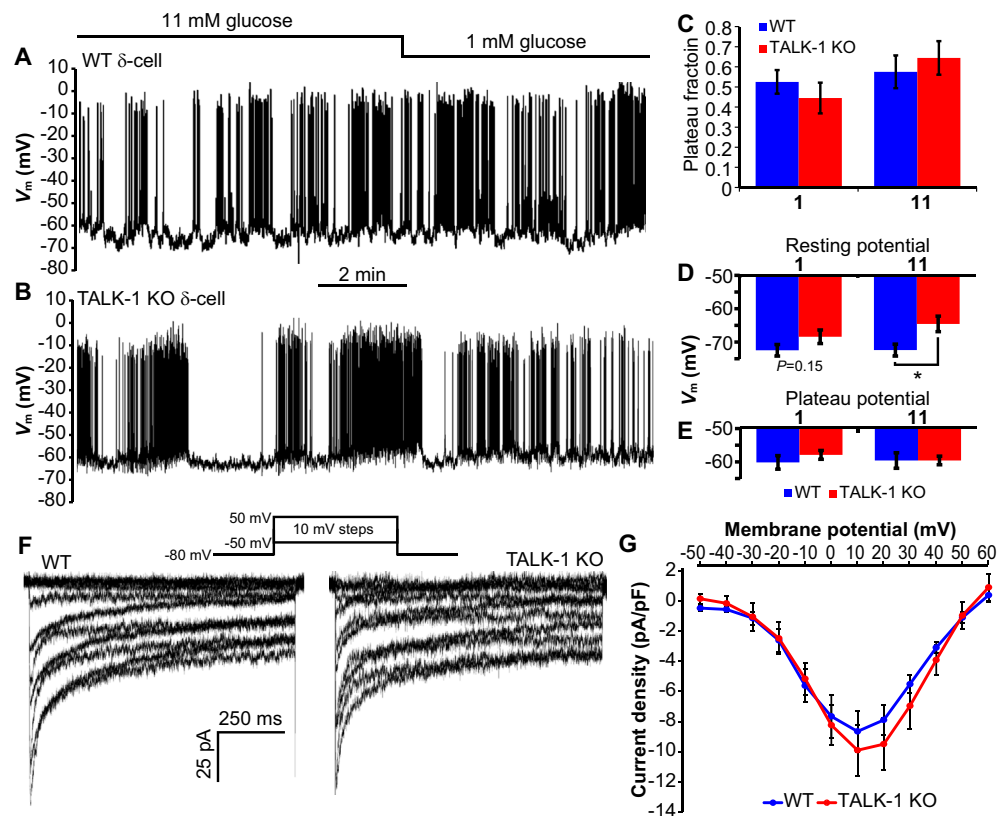 11 mM glucose
1 mM glucose
A
WT δ-cell
10
0
-10
-20
-30
-40
-50
-60
-70
-80
Vm (mV)
2 min
B
TALK-1 KO δ-cell
10
0
-10
-20
-30
-40
-50
-60
-70
-80
Vm (mV)
C
WT
TALK-1 KO
0.8
0.7
0.6
0.5
0.4
0.3
0.2
0.1
0
Plateau fractoin
1 11
Resting potential
D
1 11
-50
-60
-70
P=0.15
*
Vm (mV)
Plateau potential
E
1 11
-50
-60
WT TALK-1 KO
F
50 mV
-50 mV
10 mV steps
-80 mV
WT
TALK-1 KO
250 ms
25 pA
G
Membrane potential (mV)
-50 -40 -30 -20 -10 0 10 20 30 40 50 60
2
0
-2
-4
-6
-8
-10
-12
-14
Current density (pA/pF)
WT TALK-1 KO